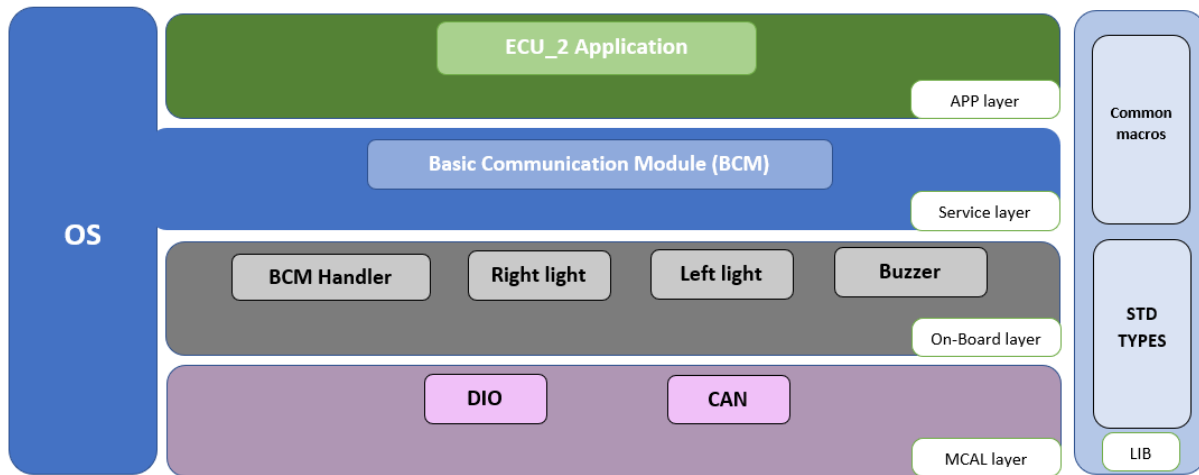 OS
ECU_2 Application
APP layer
Basic Communication Module (BCM)
Service layer
BCM Handler
Right light
Left light
Buzzer
On-Board layer
DIO
CAN
MCAL layer
Common
macros
STD
TYPES
LIB